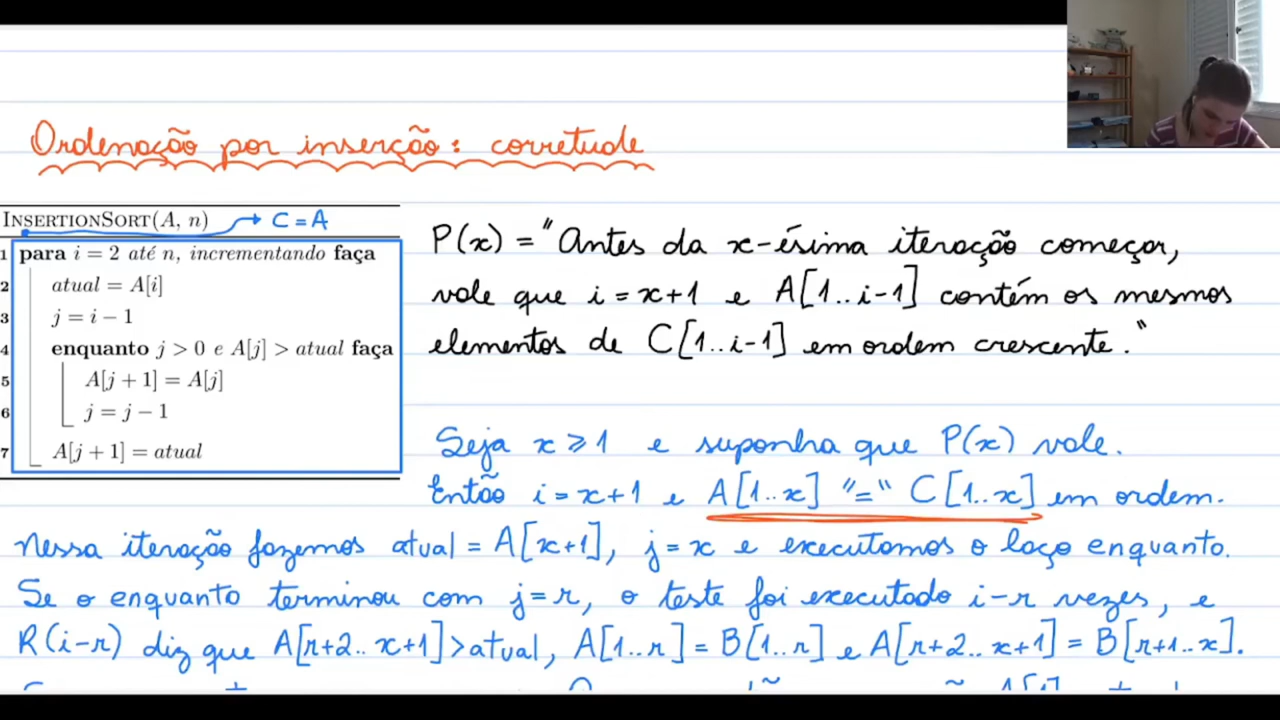 Ordenação por inserção: corretude
INSERTIONSORT(A, n) → C = A
1 para i = 2 até n, incrementando faça
2 atual = A[i]
3 j = i − 1
4 enquanto j > 0 e A[j] > atual faça
5 A[j + 1] = A[j]
6 j = j − 1
7 A[j + 1] = atual
P(x) = "Antes da x-ésima iteração começar,
vale que i = x+1 e A[1..i-1] contém os mesmos
elementos de C[1..i-1] em ordem crescente."
Seja x ⩾ 1 e suponha que P(x) vale.
Então i = x+1 e A[1..x] "=" C[1..x] em ordem.
Nessa iteração fazemos atual = A[x+1], j = x e executamos o laço enquanto.
Se o enquanto terminou com j=r, o teste foi executado i-r vezes, e
R(i-r) diz que A[r+2..x+1] > atual, A[1..r] = B[1..r] e A[r+2..x+1] = B[r+1..x].